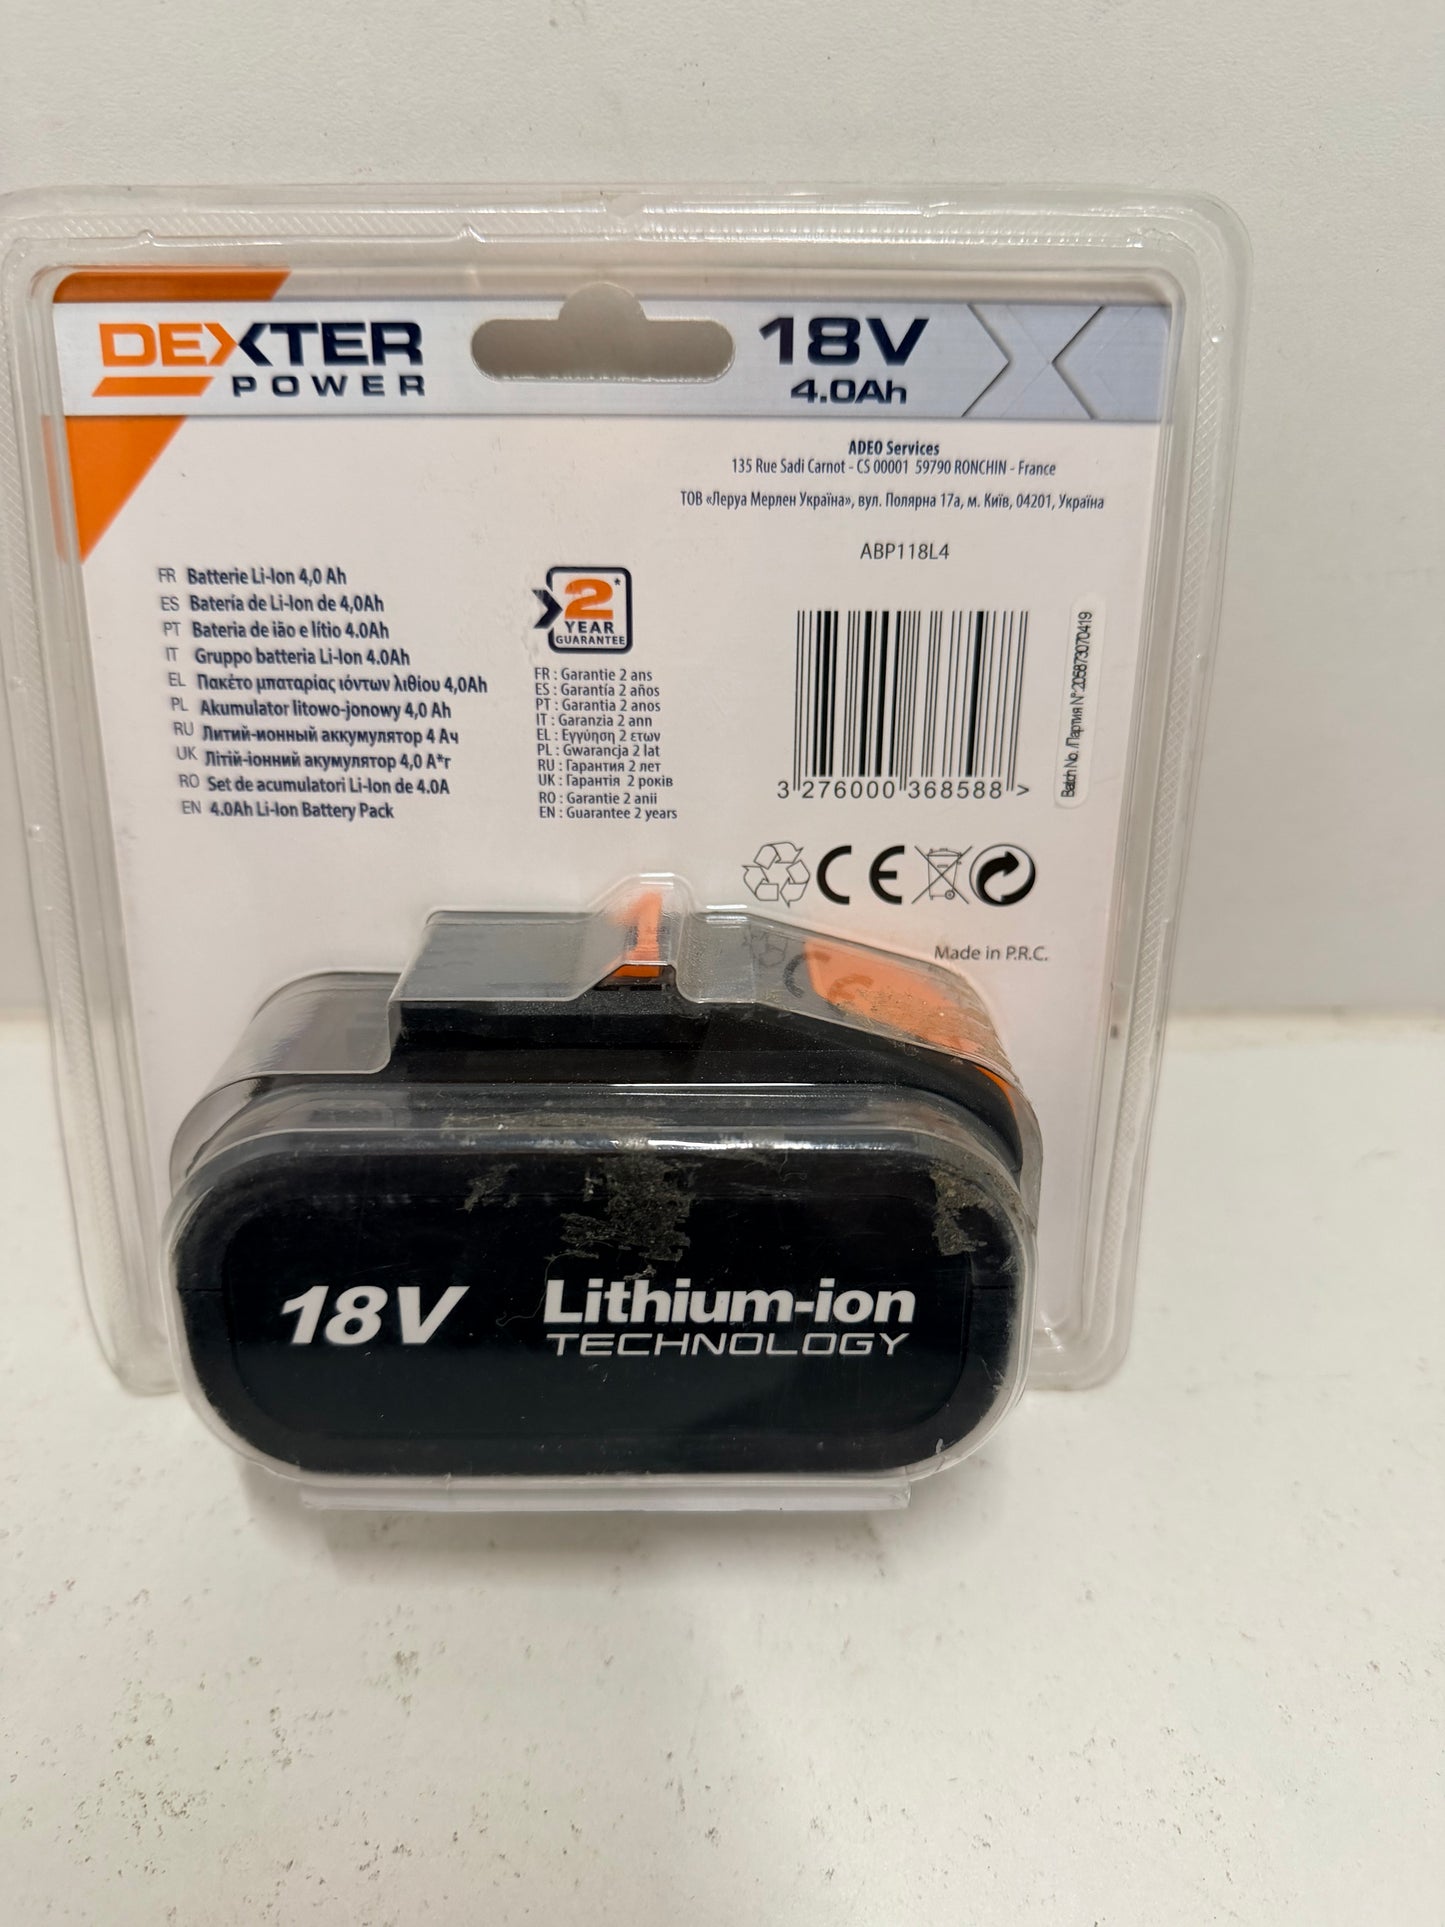 DEXTER
POWER
18V
4.0Ah
ADEO Services
135 Rue Sadi Carnot - CS 00001 59790 RONCHIN - France
ТОВ «Леруа Мерлен Україна», вул. Полярна 17а, м. Київ, 04201, Україна
ABP118L4
FR Batterie Li-Ion 4,0 Ah
ES Batería de Li-Ion de 4,0Ah
PT Bateria de ião e lítio 4.0Ah
IT Gruppo batteria Li-Ion 4.0Ah
EL Πακέτο μπαταρίας ιόντων λιθίου 4,0Ah
PL Akumulator litowo-jonowy 4,0 Ah
RU Литий-ионный аккумулятор 4 Ач
UK Літій-іонний акумулятор 4,0 А*г
RO Set de acumulatori Li-Ion de 4.0A
EN 4.0Ah Li-Ion Battery Pack
2*
YEAR
GUARANTEE
FR : Garantie 2 ans
ES : Garantía 2 años
PT : Garantia 2 anos
IT : Garanzia 2 ann
EL : Εγγύηση 2 ετων
PL : Gwarancja 2 lat
RU : Гарантия 2 лет
UK : Гарантія 2 років
RO : Garantie 2 anii
EN : Guarantee 2 years
3 276000 368588 >
Batch No. /Партия N° 205873070419
CE
Made in P.R.C.
18V
Lithium-ion
TECHNOLOGY